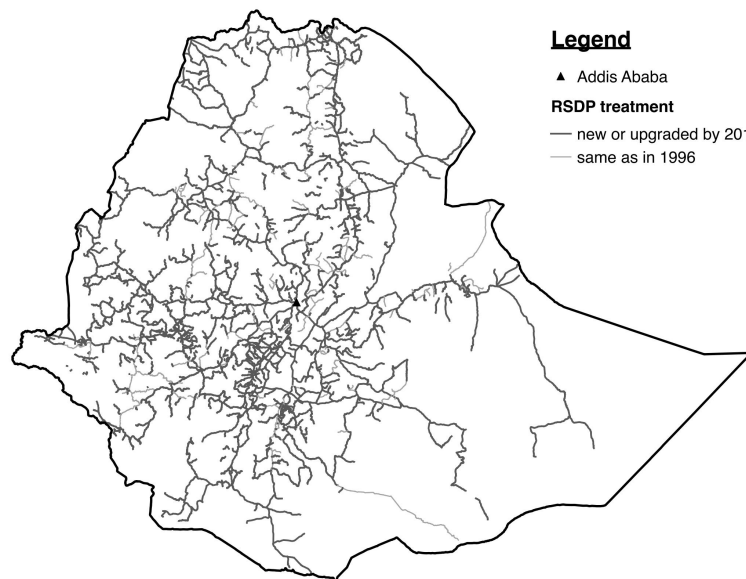 Legend
Addis Ababa
RSDP treatment
new or upgraded by 201
same as in 1996